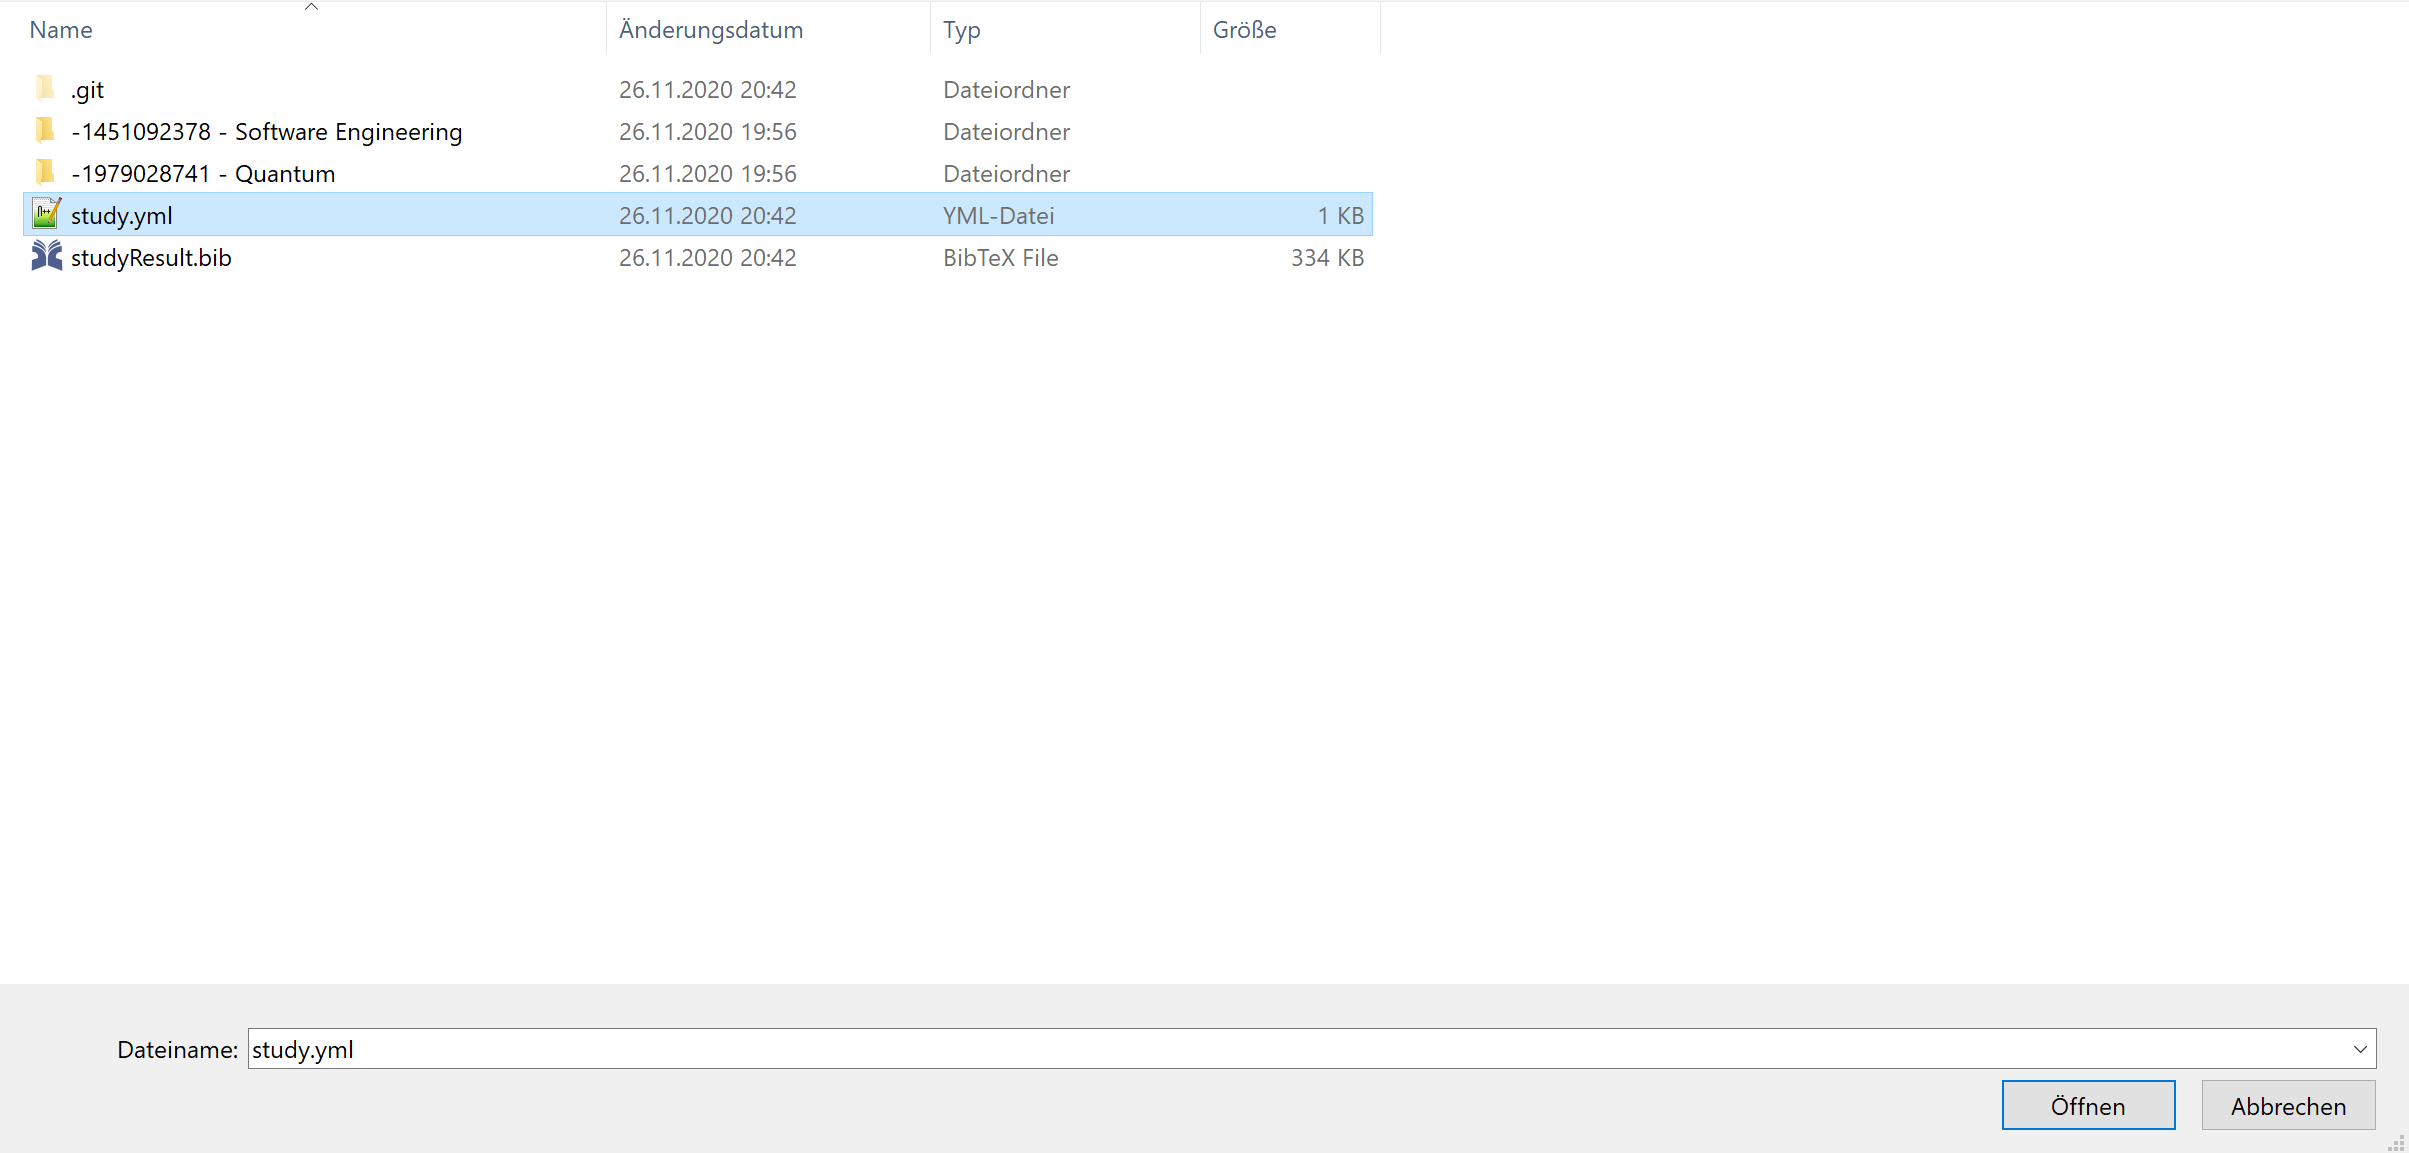 Name Änderungsdatum Typ Größe
.git 26.11.2020 20:42 Dateiordner
-1451092378 - Software Engineering 26.11.2020 19:56 Dateiordner
-1979028741 - Quantum 26.11.2020 19:56 Dateiordner
study.yml 26.11.2020 20:42 YML-Datei 1 KB
studyResult.bib 26.11.2020 20:42 BibTeX File 334 KB
Dateiname: study.yml
Öffnen Abbrechen